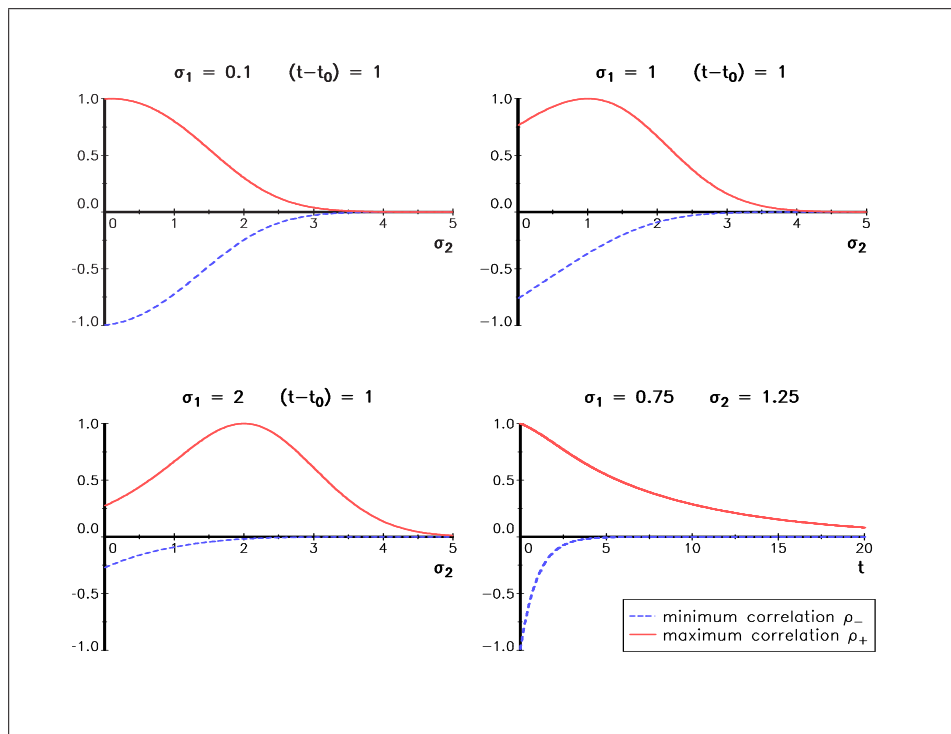 σ₁ = 0.1 (t−t₀) = 1
1.0
0.5
0.0
-0.5
-1.0
0 1 2 3 4 5
σ₂
σ₁ = 1 (t−t₀) = 1
1.0
0.5
0.0
−0.5
−1.0
0 1 2 3 4 5
σ₂
σ₁ = 2 (t−t₀) = 1
1.0
0.5
0.0
-0.5
-1.0
0 1 2 3 4 5
σ₂
σ₁ = 0.75 σ₂ = 1.25
1.0
0.5
0.0
−0.5
−1.0
0 5 10 15 20
t
minimum correlation ρ₋
maximum correlation ρ₊